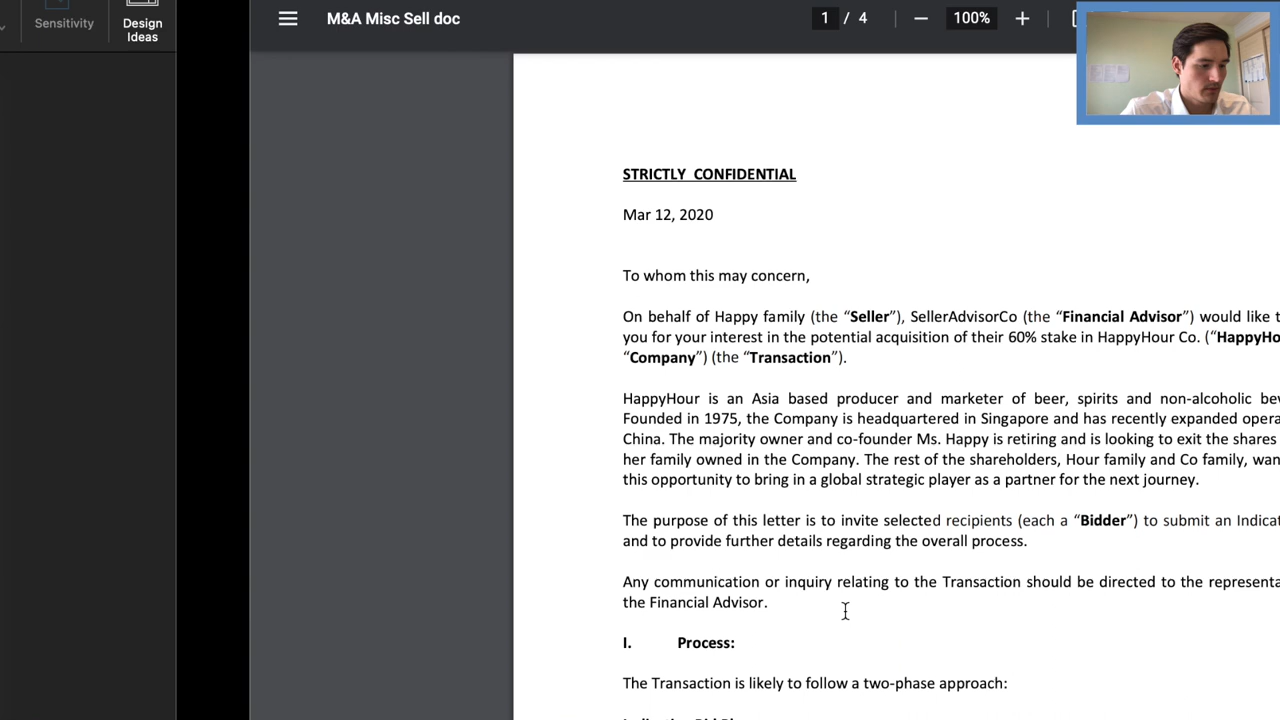 Sensitivity
Design
Ideas
M&A Misc Sell doc
1 / 4
100%
STRICTLY CONFIDENTIAL
Mar 12, 2020
To whom this may concern,
On behalf of Happy family (the “Seller”), SellerAdvisorCo (the “Financial Advisor”) would like
you for your interest in the potential acquisition of their 60% stake in HappyHour Co. (“HappyHo
“Company”) (the “Transaction”).
HappyHour is an Asia based producer and marketer of beer, spirits and non-alcoholic bev
Founded in 1975, the Company is headquartered in Singapore and has recently expanded opera
China. The majority owner and co-founder Ms. Happy is retiring and is looking to exit the shares
her family owned in the Company. The rest of the shareholders, Hour family and Co family, wan
this opportunity to bring in a global strategic player as a partner for the next journey.
The purpose of this letter is to invite selected recipients (each a “Bidder”) to submit an Indicat
and to provide further details regarding the overall process.
Any communication or inquiry relating to the Transaction should be directed to the representa
the Financial Advisor.
I. Process:
The Transaction is likely to follow a two-phase approach: